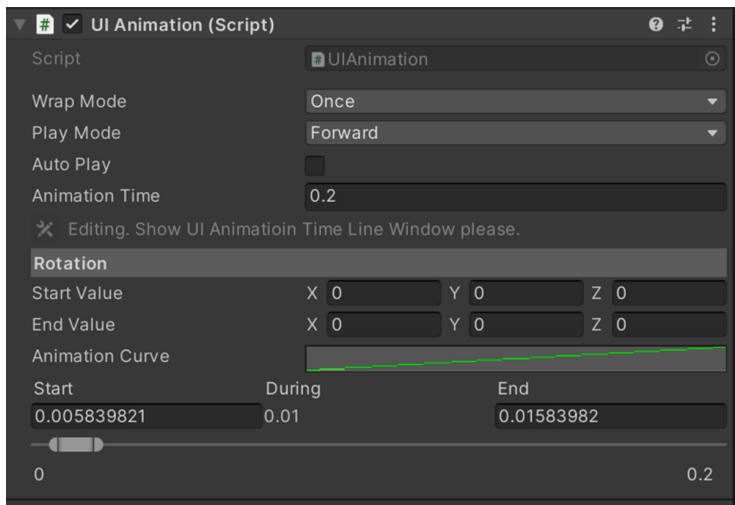 # UI Animation (Script)
Script # UIAnimation
Wrap Mode Once
Play Mode Forward
Auto Play
Animation Time 0.2
Editing. Show UI Animatioin Time Line Window please.
Rotation
Start Value X 0 Y 0 Z 0
End Value X 0 Y 0 Z 0
Animation Curve
Start During End
0.005839821 0.01 0.01583982
0 0.2